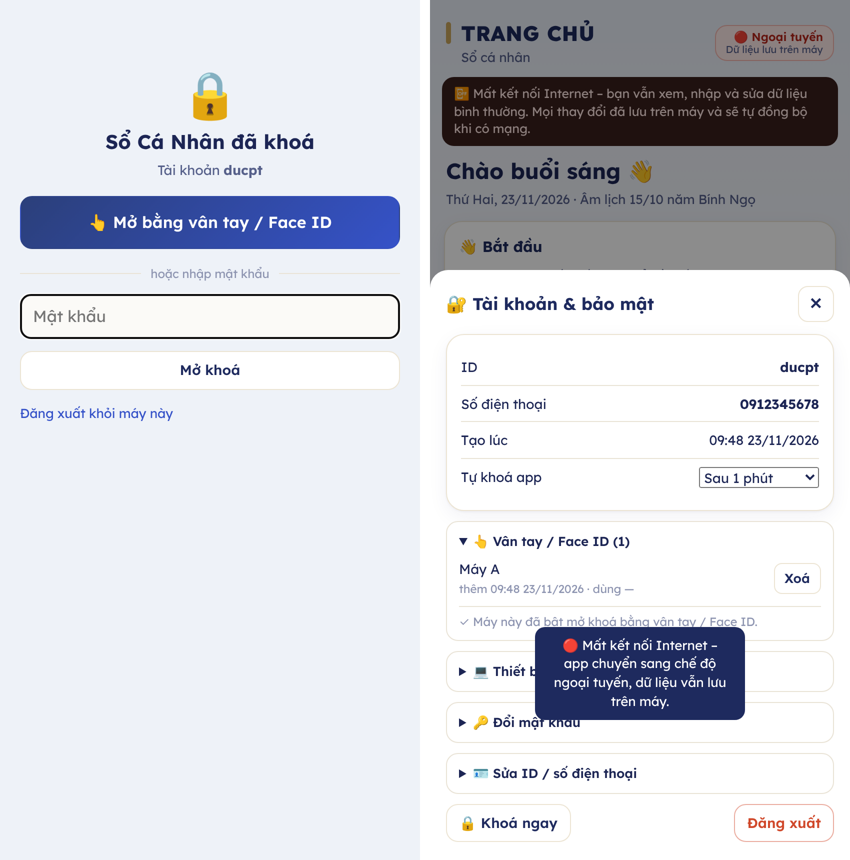 Sổ Cá Nhân đã khoá
Tài khoản ducpt
Mở bằng vân tay / Face ID
hoặc nhập mật khẩu
Mật khẩu
Mở khoá
Đăng xuất khỏi máy này
TRANG CHỦ
Sổ cá nhân
Ngoại tuyến
Dữ liệu lưu trên máy
Mất kết nối Internet – bạn vẫn xem, nhập và sửa dữ liệu
bình thường. Mọi thay đổi đã lưu trên máy và sẽ tự đồng bộ
khi có mạng.
Chào buổi sáng
Thứ Hai, 23/11/2026 · Âm lịch 15/10 năm Bính Ngọ
Bắt đầu
Tài khoản & bảo mật
ID ducpt
Số điện thoại 0912345678
Tạo lúc 09:48 23/11/2026
Tự khoá app Sau 1 phút
Vân tay / Face ID (1)
Máy A
thêm 09:48 23/11/2026 · dùng —
Xoá
✓ Máy này đã bật mở khoá bằng vân tay / Face ID.
Mất kết nối Internet –
app chuyển sang chế độ
ngoại tuyến, dữ liệu vẫn lưu
trên máy.
Thiết
Đổi mật khẩu
Sửa ID / số điện thoại
Khoá ngay
Đăng xuất